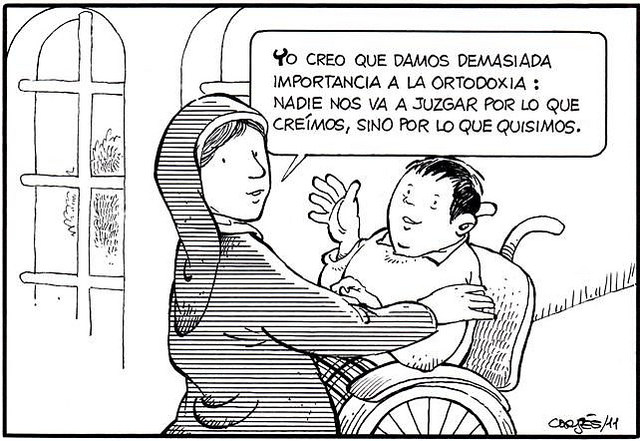 YO CREO QUE DAMOS DEMASIADA
IMPORTANCIA A LA ORTODOXIA:
NADIE NOS VA A JUZGAR POR LO QUE
CREÍMOS, SINO POR LO QUE QUISIMOS.
CORTÉS/11